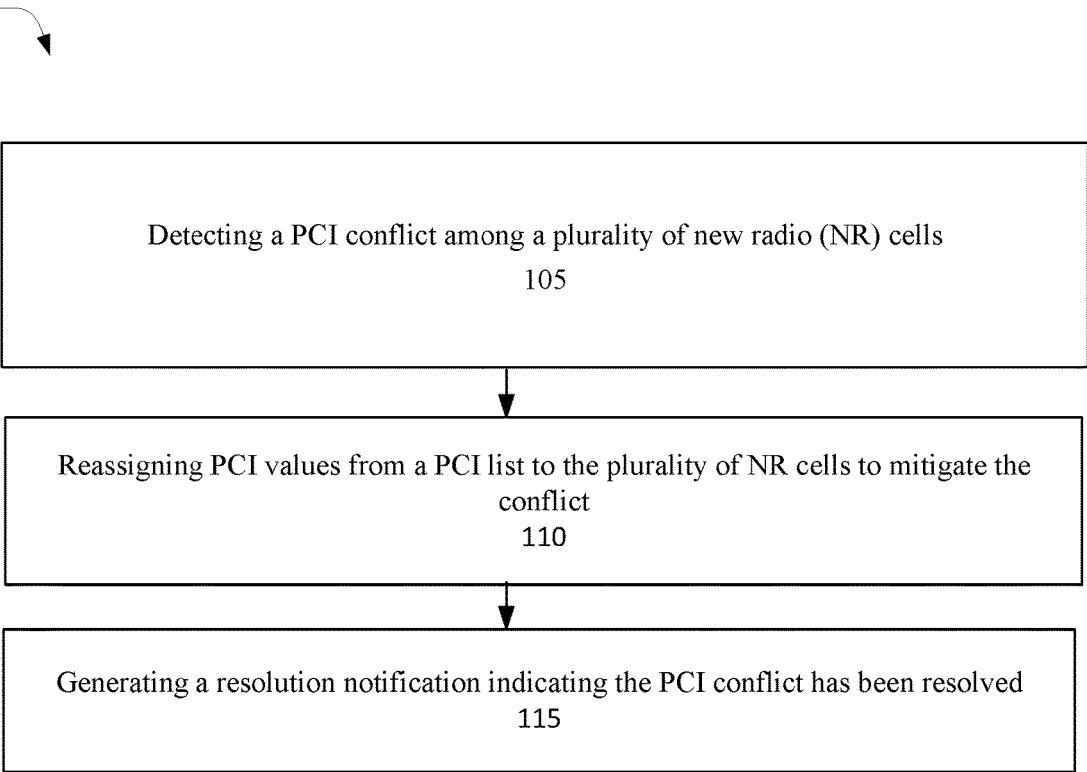 Detecting a PCI conflict among a plurality of new radio (NR) cells
105
Reassigning PCI values from a PCI list to the plurality of NR cells to mitigate the
conflict
110
Generating a resolution notification indicating the PCI conflict has been resolved
115